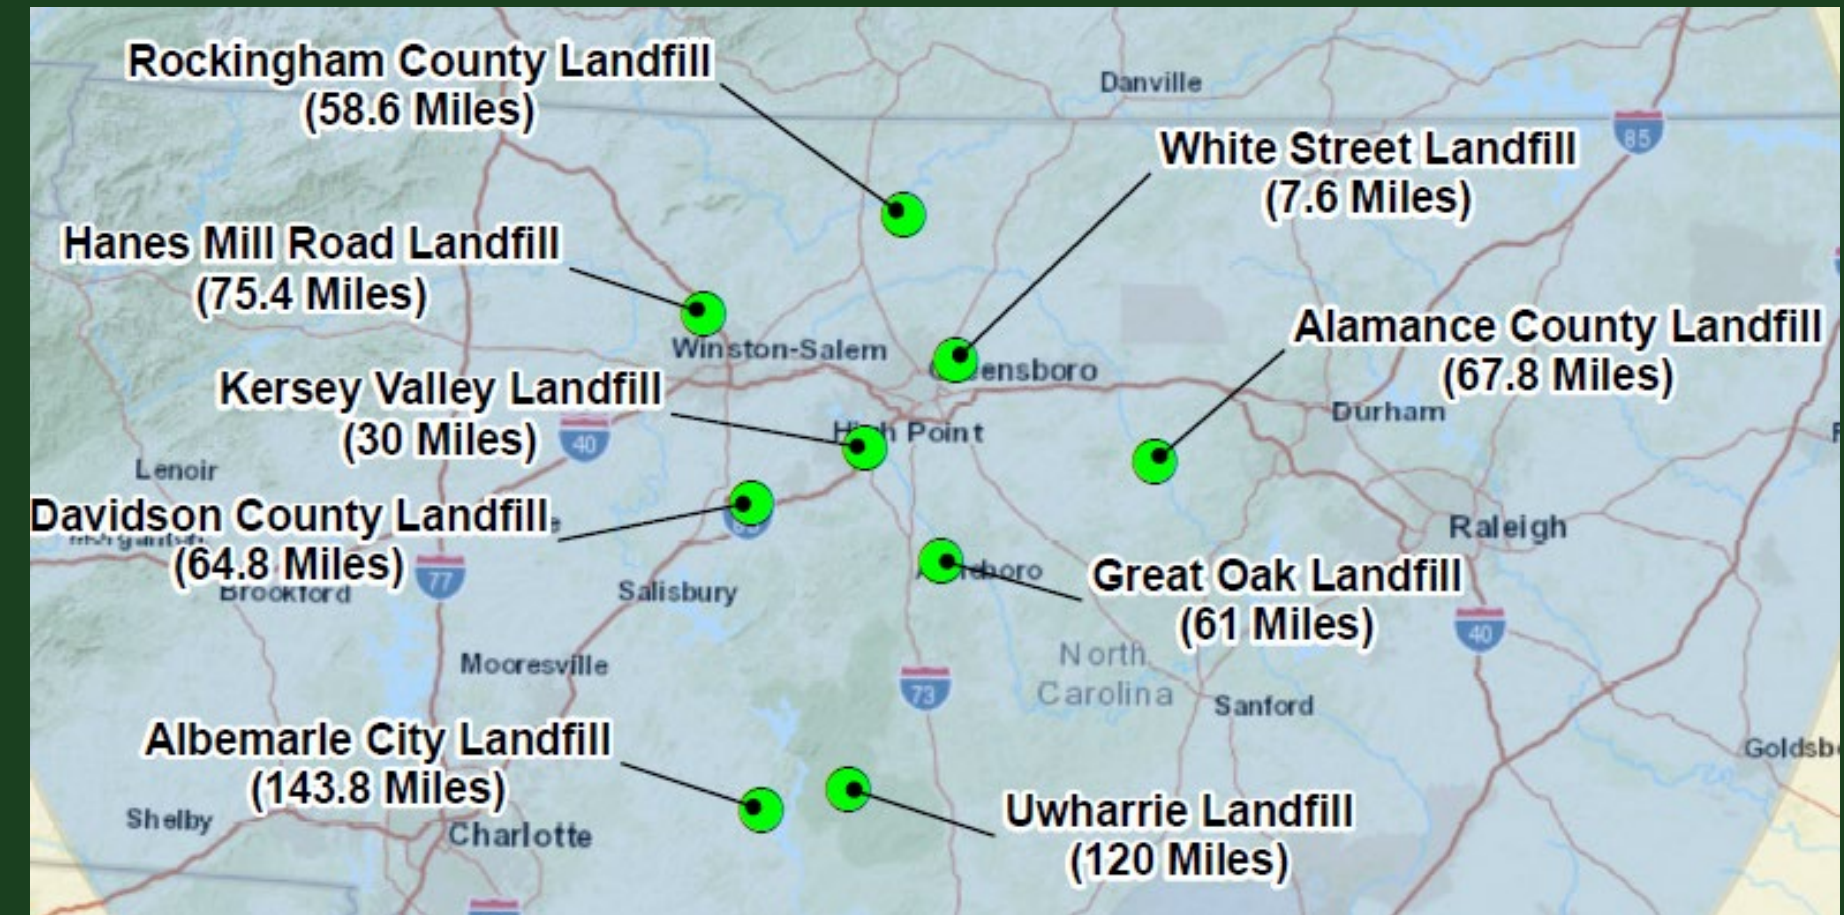 Rockingham County Landfill
(58.6 Miles)
Danville
85
White Street Landfill
(7.6 Miles)
Hanes Mill Road Landfill
(75.4 Miles)
Alamance County Landfill
(67.8 Miles)
Winston-Salem
Greensboro
Kersey Valley Landfill
(30 Miles)
40
High Point
Durham
Lenoir
Davidson County Landfill
(64.8 Miles)
Raleigh
77
Brookford
Salisbury
Great Oak Landfill
(61 Miles)
40
Mooresville
North
Carolina
73
Sanford
Albemarle City Landfill
(143.8 Miles)
Goldsb
Shelby
Charlotte
Uwharrie Landfill
(120 Miles)